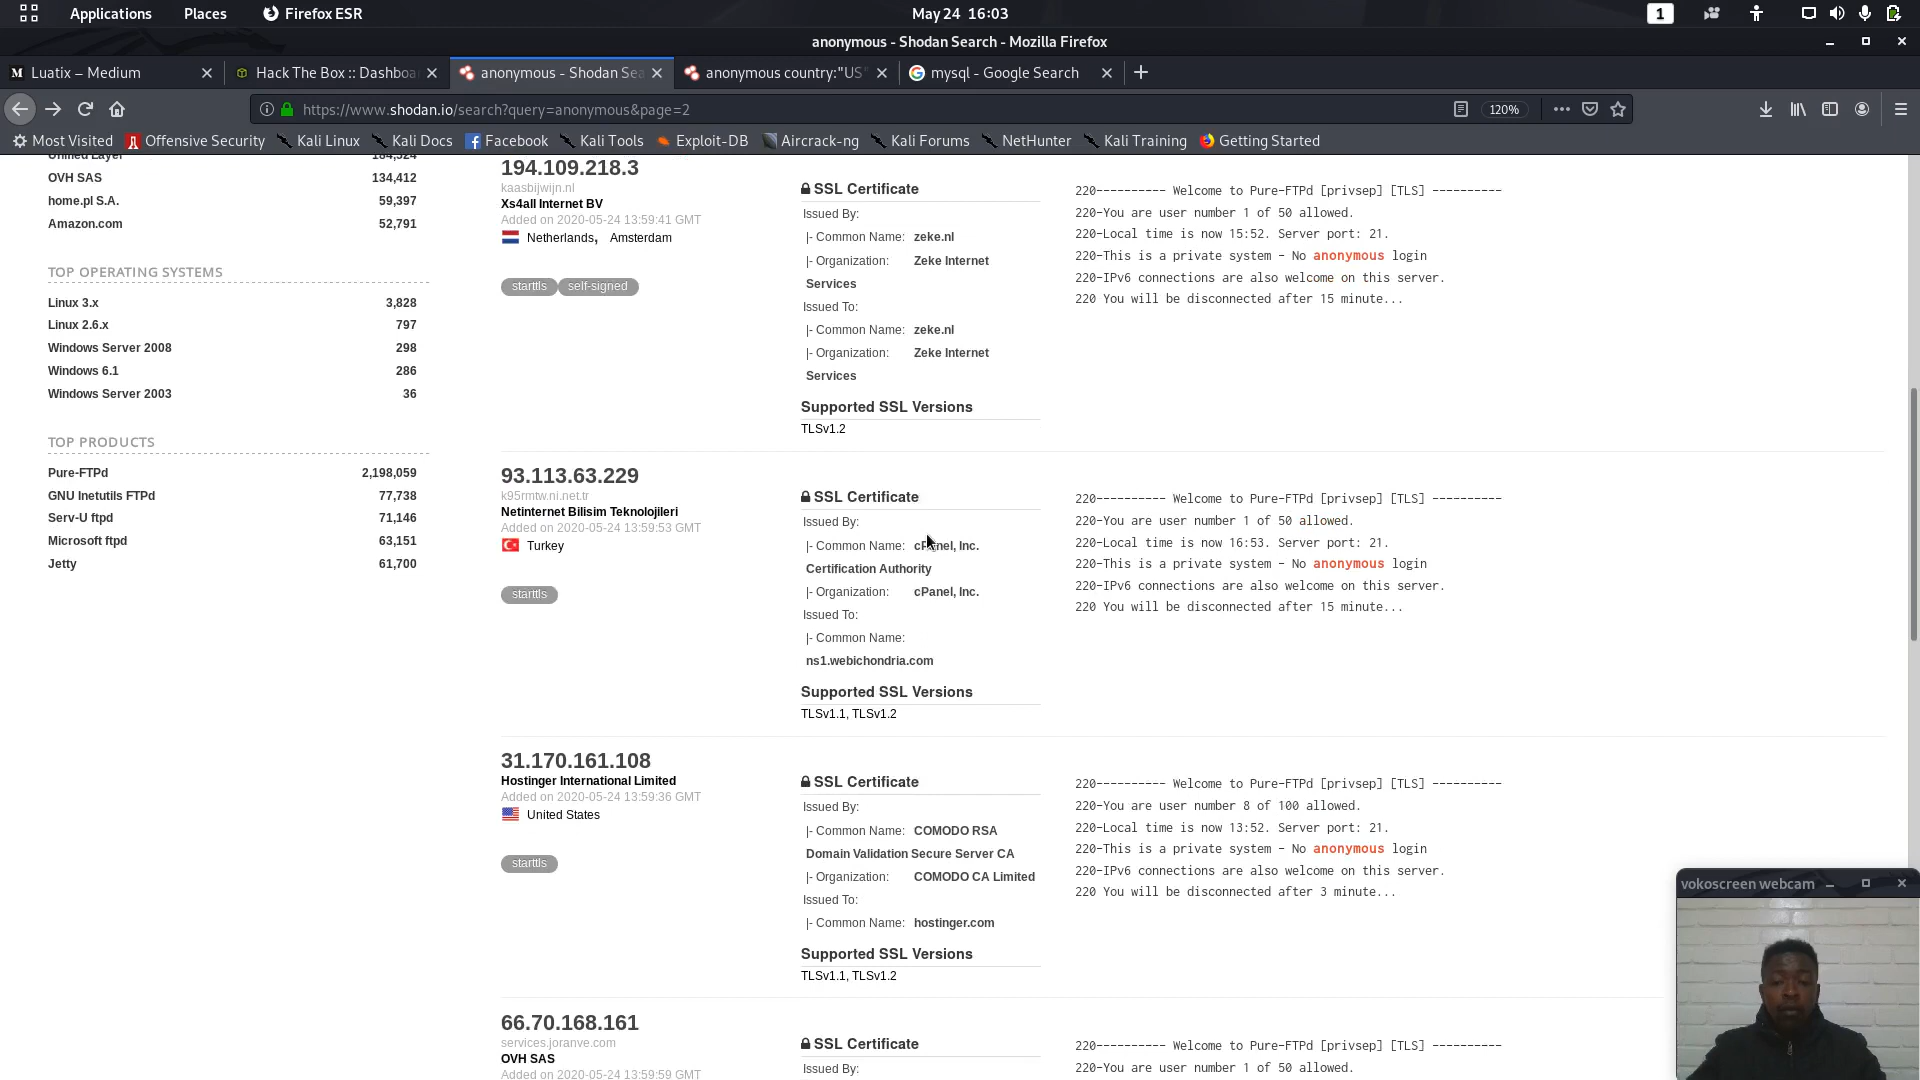 Applications
Places
Firefox ESR
May 24 16:03
1
anonymous - Shodan Search - Mozilla Firefox
Luatix – Medium
Hack The Box :: Dashboa
anonymous - Shodan Sea
anonymous country:"US"
mysql - Google Search
https://www.shodan.io/search?query=anonymous&page=2
120%
Most Visited
Offensive Security
Kali Linux
Kali Docs
Facebook
Kali Tools
Exploit-DB
Aircrack-ng
Kali Forums
NetHunter
Kali Training
Getting Started
Unified Layer 184,524
OVH SAS 134,412
home.pl S.A. 59,397
Amazon.com 52,791
TOP OPERATING SYSTEMS
Linux 3.x 3,828
Linux 2.6.x 797
Windows Server 2008 298
Windows 6.1 286
Windows Server 2003 36
TOP PRODUCTS
Pure-FTPd 2,198,059
GNU Inetutils FTPd 77,738
Serv-U ftpd 71,146
Microsoft ftpd 63,151
Jetty 61,700
194.109.218.3
kaasbijwijn.nl
Xs4all Internet BV
Added on 2020-05-24 13:59:41 GMT
Netherlands, Amsterdam
starttls self-signed
SSL Certificate
Issued By:
|- Common Name: zeke.nl
|- Organization: Zeke Internet
Services
Issued To:
|- Common Name: zeke.nl
|- Organization: Zeke Internet
Services
Supported SSL Versions
TLSv1.2
220---------- Welcome to Pure-FTPd [privsep] [TLS] ----------
220-You are user number 1 of 50 allowed.
220-Local time is now 15:52. Server port: 21.
220-This is a private system - No anonymous login
220-IPv6 connections are also welcome on this server.
220 You will be disconnected after 15 minute...
93.113.63.229
k95rmtw.ni.net.tr
Netinternet Bilisim Teknolojileri
Added on 2020-05-24 13:59:53 GMT
Turkey
starttls
SSL Certificate
Issued By:
|- Common Name: cPanel, Inc.
Certification Authority
|- Organization: cPanel, Inc.
Issued To:
|- Common Name:
ns1.webichondria.com
Supported SSL Versions
TLSv1.1, TLSv1.2
220---------- Welcome to Pure-FTPd [privsep] [TLS] ----------
220-You are user number 1 of 50 allowed.
220-Local time is now 16:53. Server port: 21.
220-This is a private system - No anonymous login
220-IPv6 connections are also welcome on this server.
220 You will be disconnected after 15 minute...
31.170.161.108
Hostinger International Limited
Added on 2020-05-24 13:59:36 GMT
United States
starttls
SSL Certificate
Issued By:
|- Common Name: COMODO RSA
Domain Validation Secure Server CA
|- Organization: COMODO CA Limited
Issued To:
|- Common Name: hostinger.com
Supported SSL Versions
TLSv1.1, TLSv1.2
220---------- Welcome to Pure-FTPd [privsep] [TLS] ----------
220-You are user number 8 of 100 allowed.
220-Local time is now 13:52. Server port: 21.
220-This is a private system - No anonymous login
220-IPv6 connections are also welcome on this server.
220 You will be disconnected after 3 minute...
66.70.168.161
services.joranve.com
OVH SAS
Added on 2020-05-24 13:59:59 GMT
SSL Certificate
Issued By:
220---------- Welcome to Pure-FTPd [privsep] [TLS] ----------
220-You are user number 1 of 50 allowed.
vokoscreen webcam